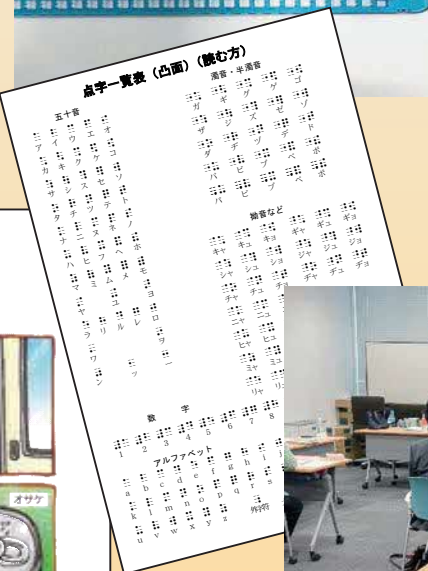 点字一覧表（凸面）（読む方）
五十音
ア イ ウ エ オ
カ キ ク ケ コ
サ シ ス セ ソ
タ チ ツ テ ト
ナ ニ ヌ ネ ノ
ハ ヒ フ ヘ ホ
マ ミ ム メ モ
ヤ ユ ヨ
ラ リ ル レ ロ
ワ ヲ
ン ッ ー
濁音・半濁音
ガ ギ グ ゲ ゴ
ザ ジ ズ ゼ ゾ
ダ ヂ ヅ デ ド
バ ビ ブ ベ ボ
パ ピ プ ペ ポ
拗音など
キャ キュ キョ ギャ ギュ ギョ
シャ シュ ショ ジャ ジュ ジョ
チャ チュ チョ ヂャ ヂュ ヂョ
ニャ ニュ
ヒャ ヒュ
ミャ ミュ
リャ
数 字
1 2 3 4 5 6 7 8
アルファベット
a b c d e f g h i j
k l m n o p q r s
u v w x y z
外字符
オサケ